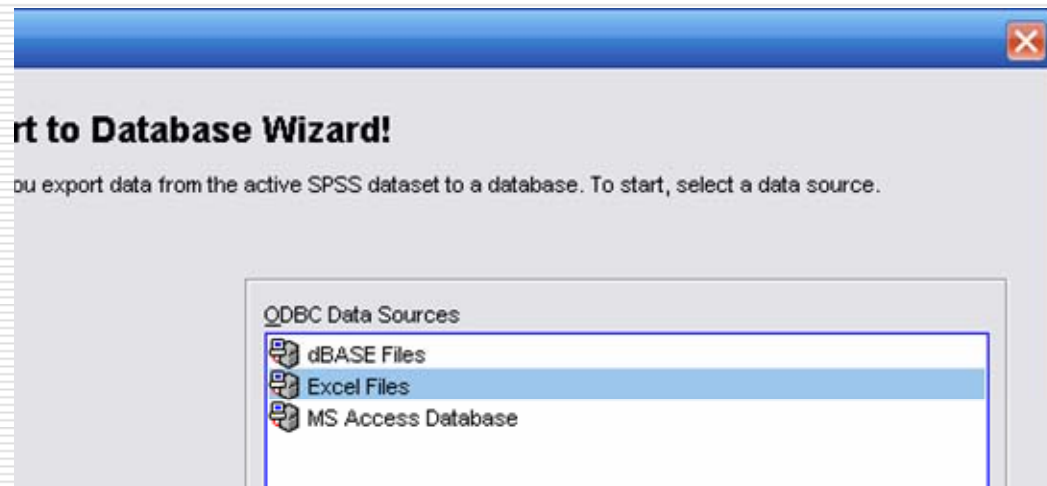 rt to Database Wizard!
ou export data from the active SPSS dataset to a database. To start, select a data source.
ODBC Data Sources
dBASE Files
Excel Files
MS Access Database